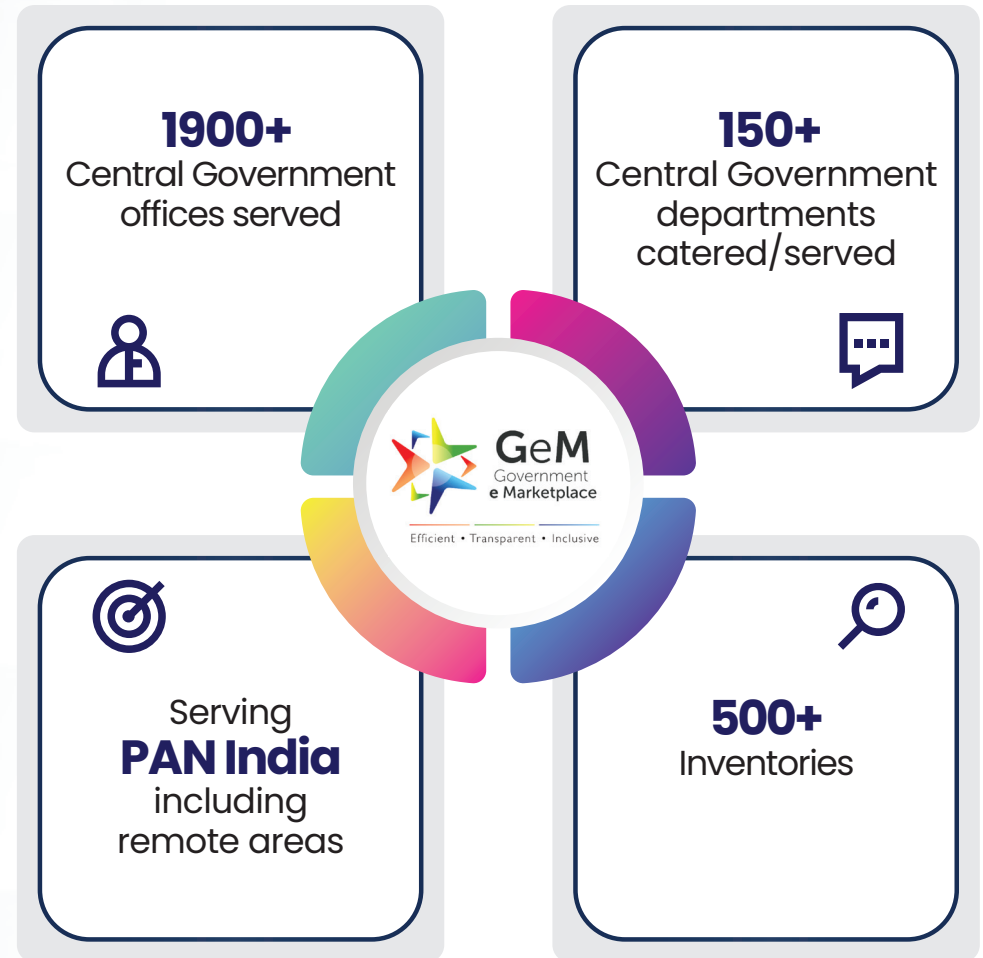 1900+
Central Government
offices served
150+
Central Government
departments
catered/served
GeM
Government
e Marketplace
Efficient • Transparent • Inclusive
Serving
PAN India
including
remote areas
500+
Inventories